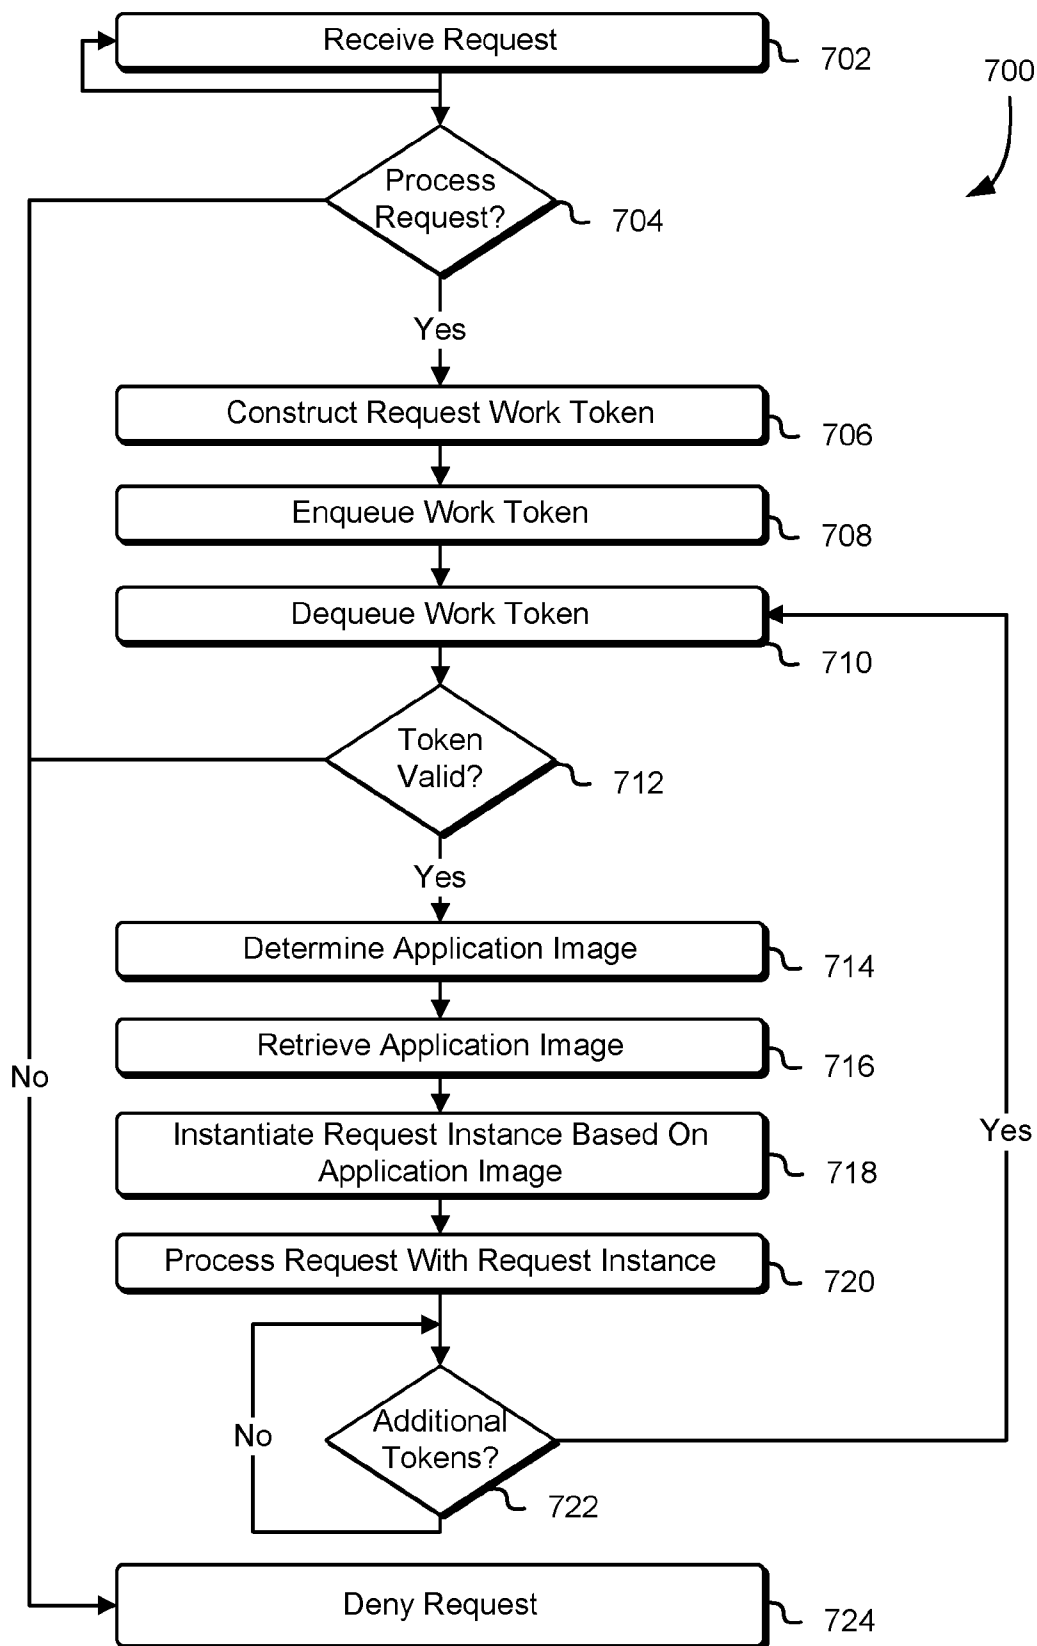 Receive Request
702
700
Process
Request?
704
Yes
Construct Request Work Token
706
Enqueue Work Token
708
Dequeue Work Token
710
Token
Valid?
712
Yes
Determine Application Image
714
Retrieve Application Image
716
No
Instantiate Request Instance Based On
Application Image
718
Yes
Process Request With Request Instance
720
Additional
Tokens?
No
722
Deny Request
724